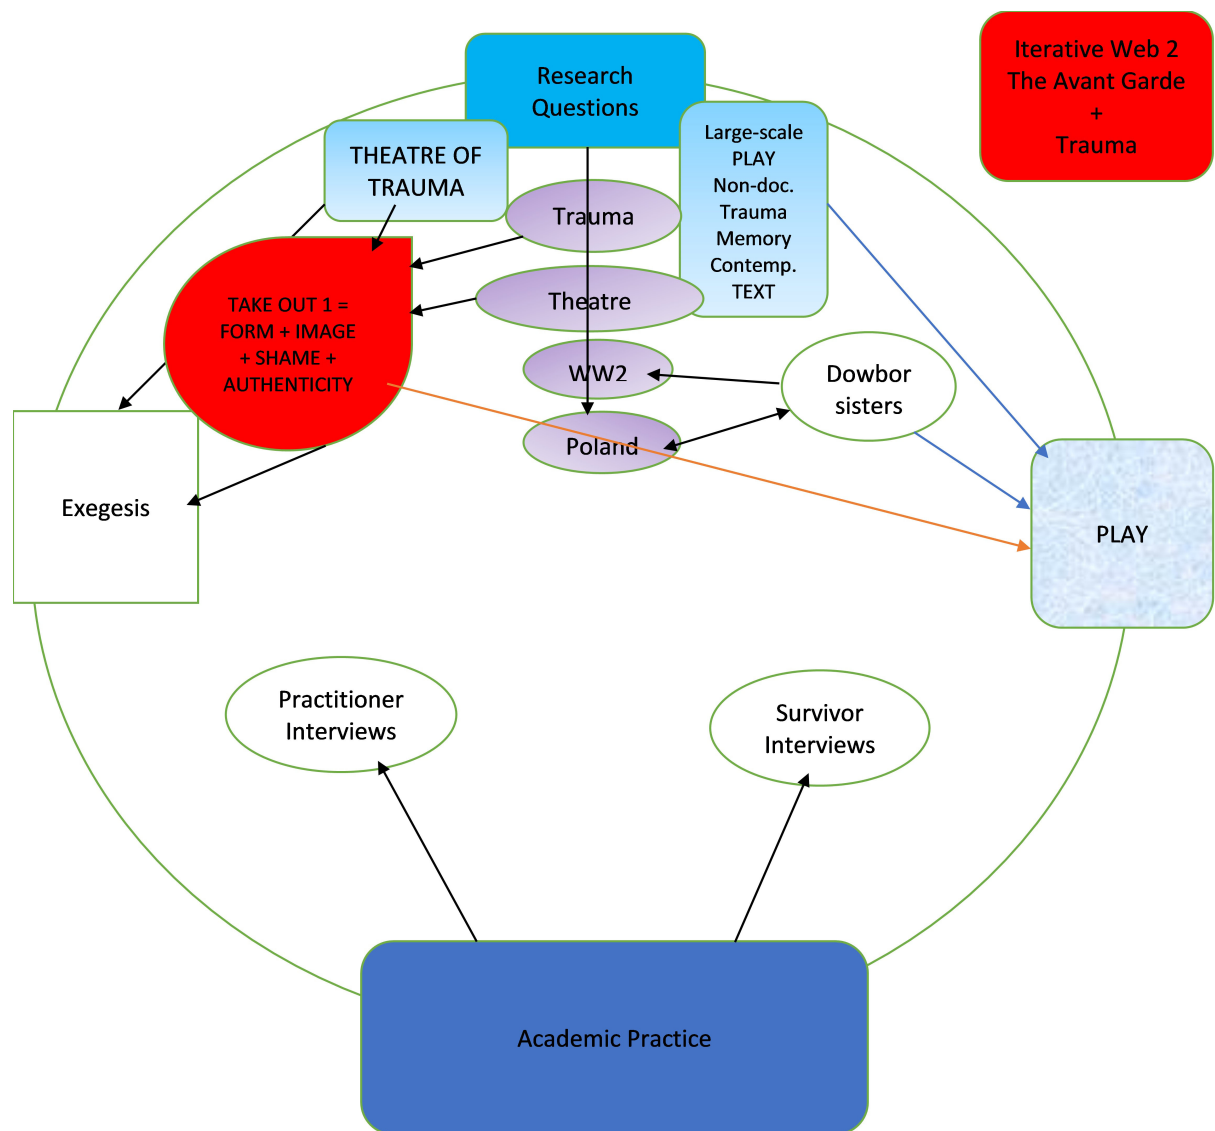 Research
Questions
Iterative Web 2
The Avant Garde
+
Trauma
THEATRE OF
TRAUMA
Large-scale
PLAY
Non-doc.
Trauma
Memory
Contemp.
TEXT
Trauma
Theatre
WW2
Poland
TAKE OUT 1 =
FORM + IMAGE
+ SHAME +
AUTHENTICITY
Dowbor
sisters
Exegesis
PLAY
Practitioner
Interviews
Survivor
Interviews
Academic Practice